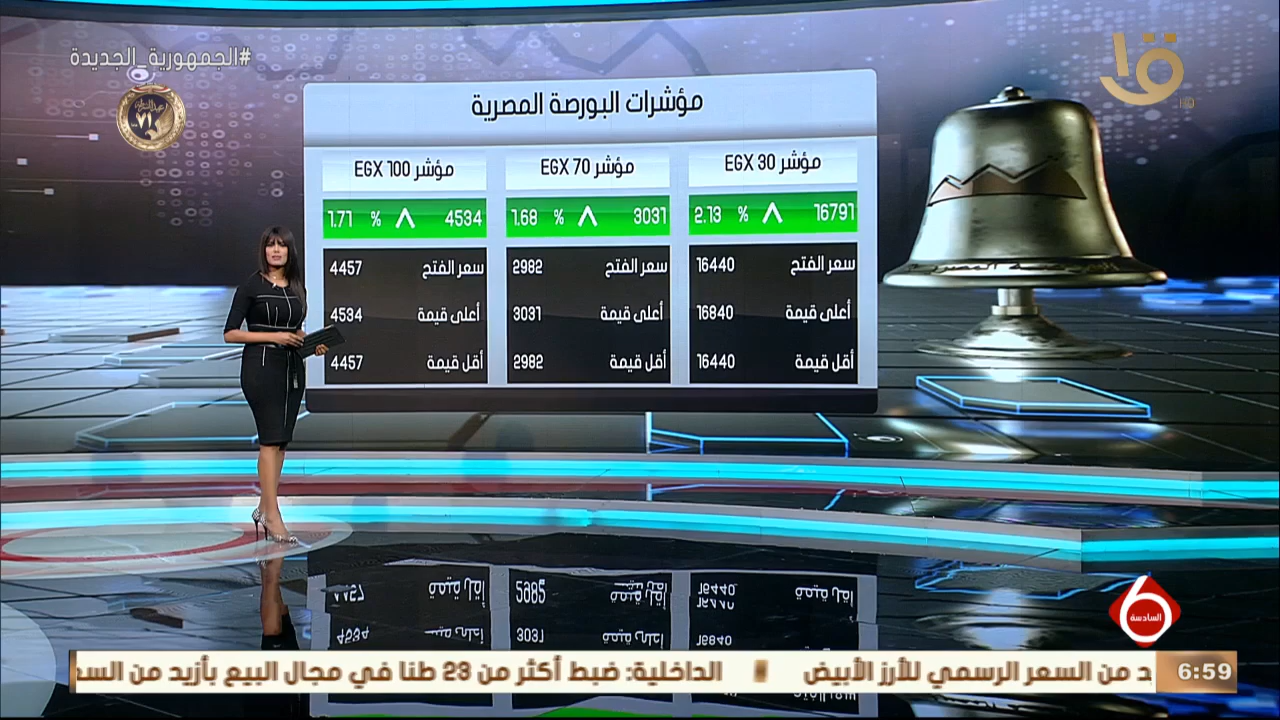 #الجمهورية_الجديدة
HD
مؤشرات البورصة المصرية
مؤشر EGX 30
16791 % 2.13
سعر الفتح 16440
أعلى قيمة 16840
أقل قيمة 16440
مؤشر EGX 70
3031 % 1.68
سعر الفتح 2982
أعلى قيمة 3031
أقل قيمة 2982
مؤشر EGX 100
4534 % 1.71
سعر الفتح 4457
أعلى قيمة 4534
أقل قيمة 4457
6 السادسة
6:59
من السعر الرسمي للأرز الأبيض
الداخلية: ضبط أكثر من 23 طنا في مجال البيع بأزيد من